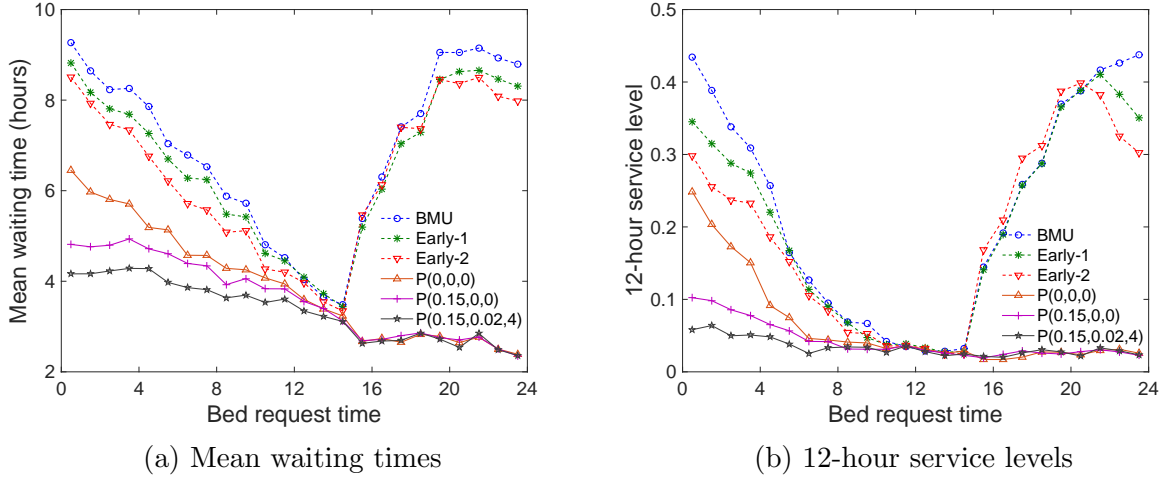 10
8
6
4
2
Mean waiting time (hours)
BMU
Early-1
Early-2
P(0,0,0)
P(0.15,0,0)
P(0.15,0.02,4)
0 4 8 12 16 20 24
Bed request time
(a) Mean waiting times
0.5
0.4
0.3
0.2
0.1
0
12-hour service level
BMU
Early-1
Early-2
P(0,0,0)
P(0.15,0,0)
P(0.15,0.02,4)
0 4 8 12 16 20 24
Bed request time
(b) 12-hour service levels